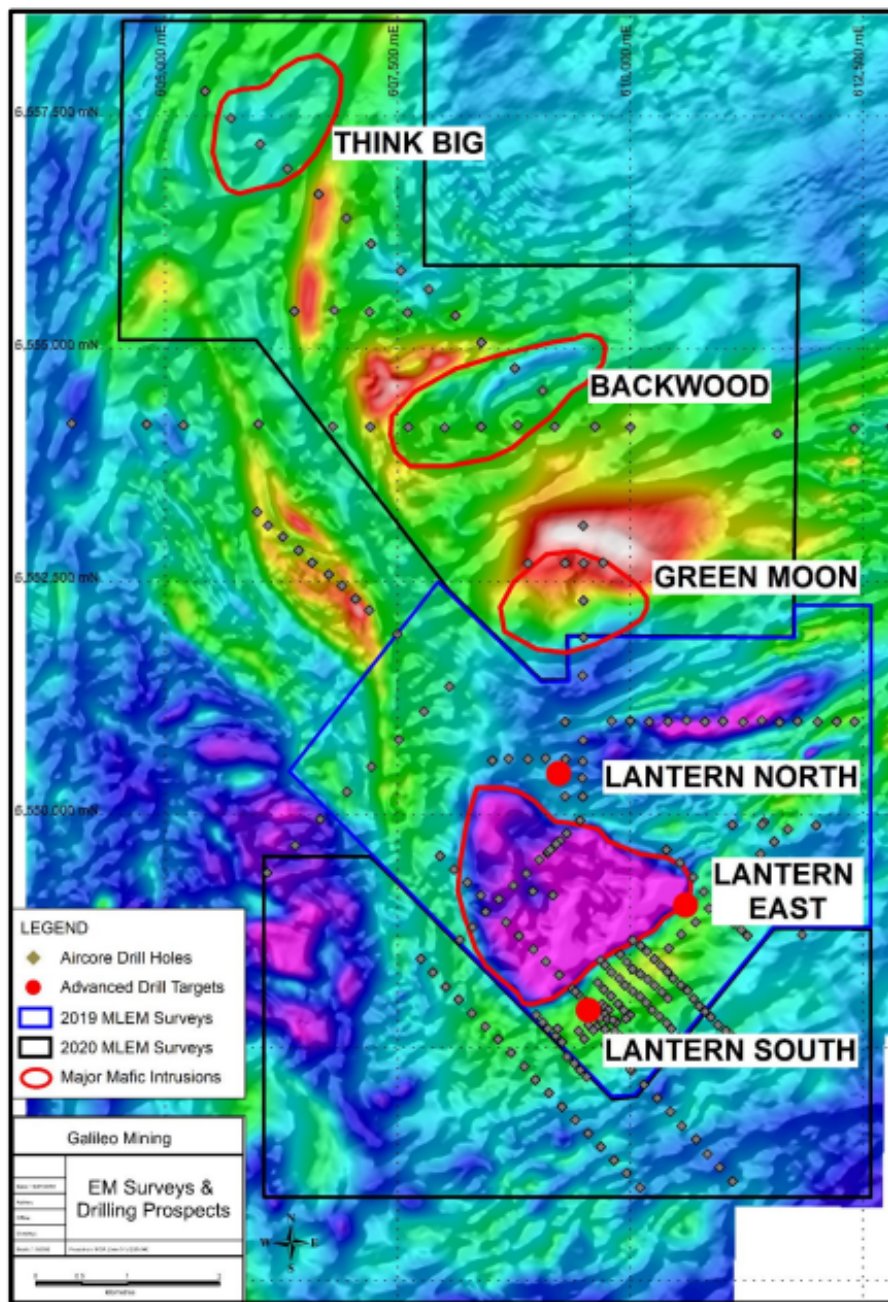 605,000 mE
607,500 mE
610,000 mE
612,500 mE
6,557,500 mN
THINK BIG
6,555,000 mN
BACKWOOD
6,552,500 mN
GREEN MOON
LANTERN NORTH
6,550,000 mN
LANTERN
EAST
LANTERN SOUTH
LEGEND
Aircore Drill Holes
Advanced Drill Targets
2019 MLEM Surveys
2020 MLEM Surveys
Major Mafic Intrusions
Galileo Mining
EM Surveys &
Drilling Prospects
N
W E
S
0 0.5 1 2
kilometres